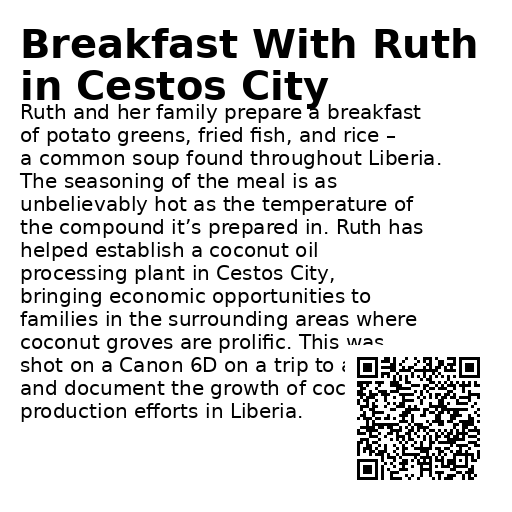 Breakfast With Ruth
in Cestos City
Ruth and her family prepare a breakfast
of potato greens, fried fish, and rice –
a common soup found throughout Liberia.
The seasoning of the meal is as
unbelievably hot as the temperature of
the compound it’s prepared in. Ruth has
helped establish a coconut oil
processing plant in Cestos City,
bringing economic opportunities to
families in the surrounding areas where
coconut groves are prolific. This was
shot on a Canon 6D on a trip to
and document the growth of
production efforts in Liberia.